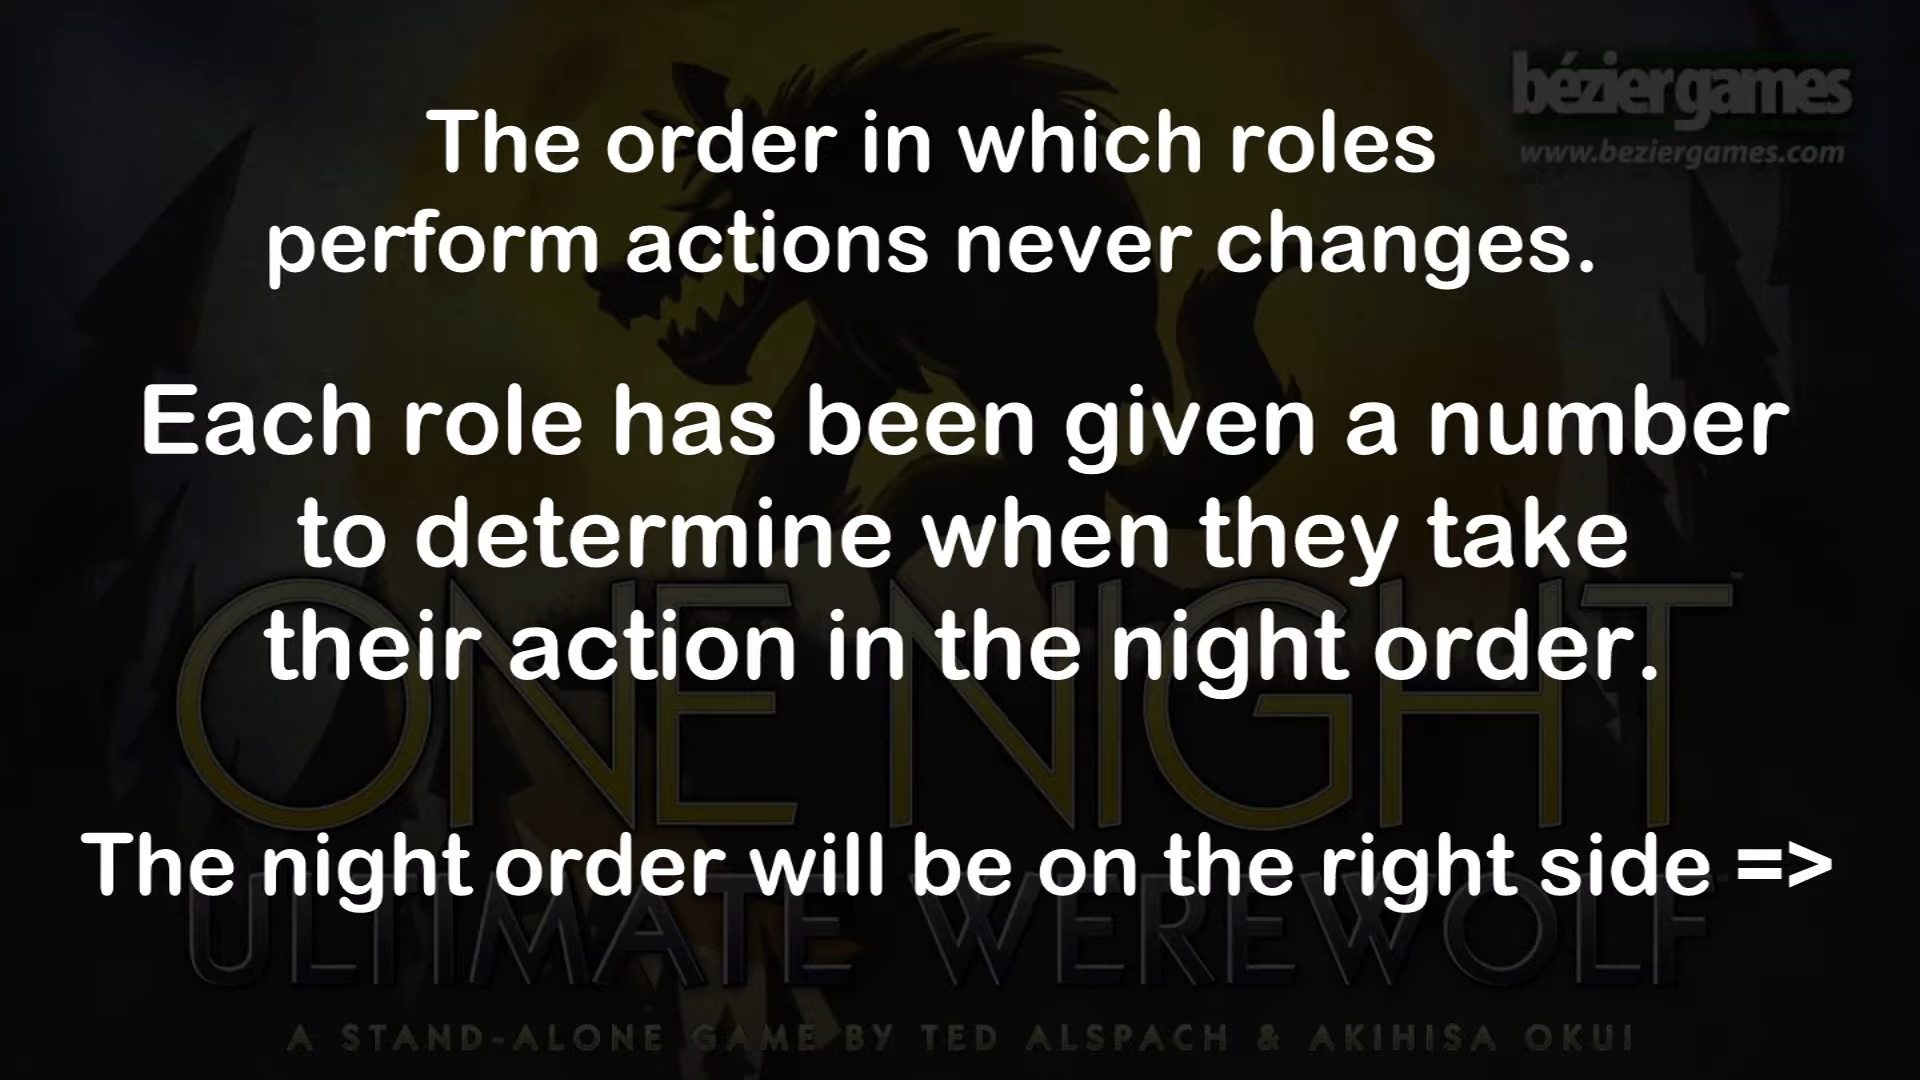 béziergames
www.beziergames.com
The order in which roles
perform actions never changes.
Each role has been given a number
to determine when they take
their action in the night order.
ONE NIGHT™
The night order will be on the right side =>
ULTIMATE WEREWOLF
A STAND-ALONE GAME BY TED ALSPACH & AKIHISA OKUI